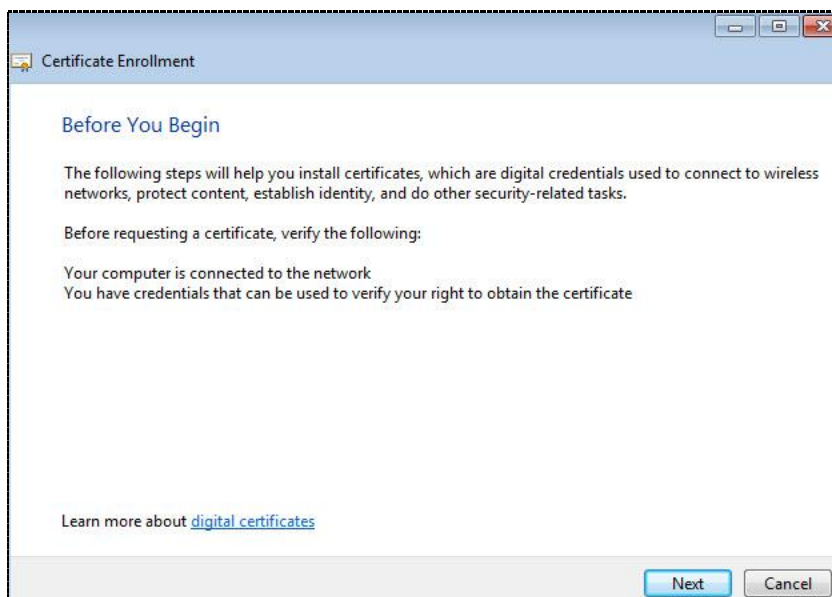 Certificate Enrollment
Before You Begin
The following steps will help you install certificates, which are digital credentials used to connect to wireless
networks, protect content, establish identity, and do other security-related tasks.
Before requesting a certificate, verify the following:
Your computer is connected to the network
You have credentials that can be used to verify your right to obtain the certificate
Learn more about digital certificates
Next Cancel